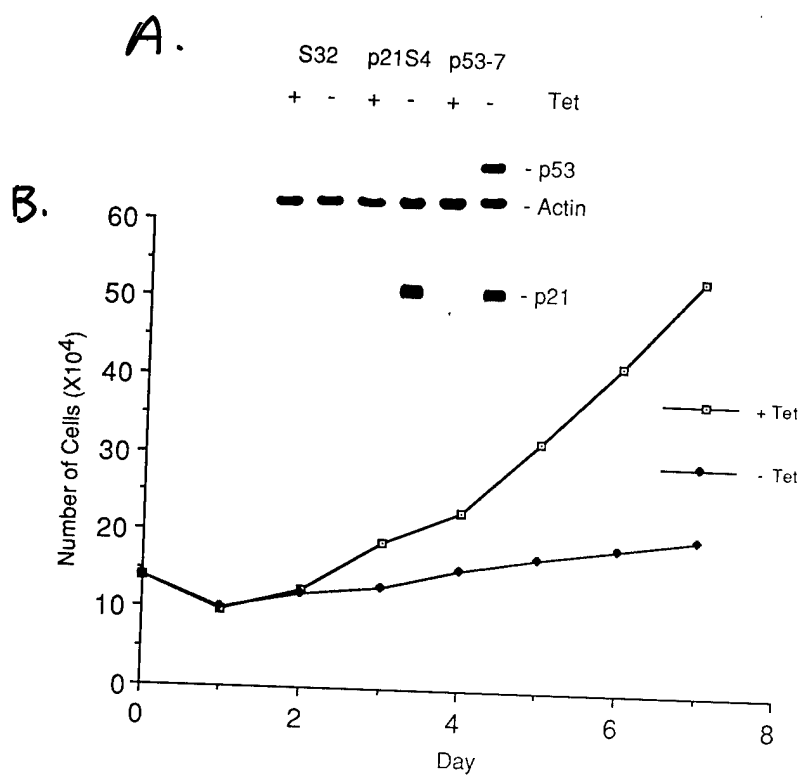 A.
S32 p21S4 p53-7
+ - + - + - Tet
- p53
- Actin
- p21
B.
60
50
40
30
20
10
0
Number of Cells (X10⁴)
+ Tet
- Tet
0 2 4 6 8
Day